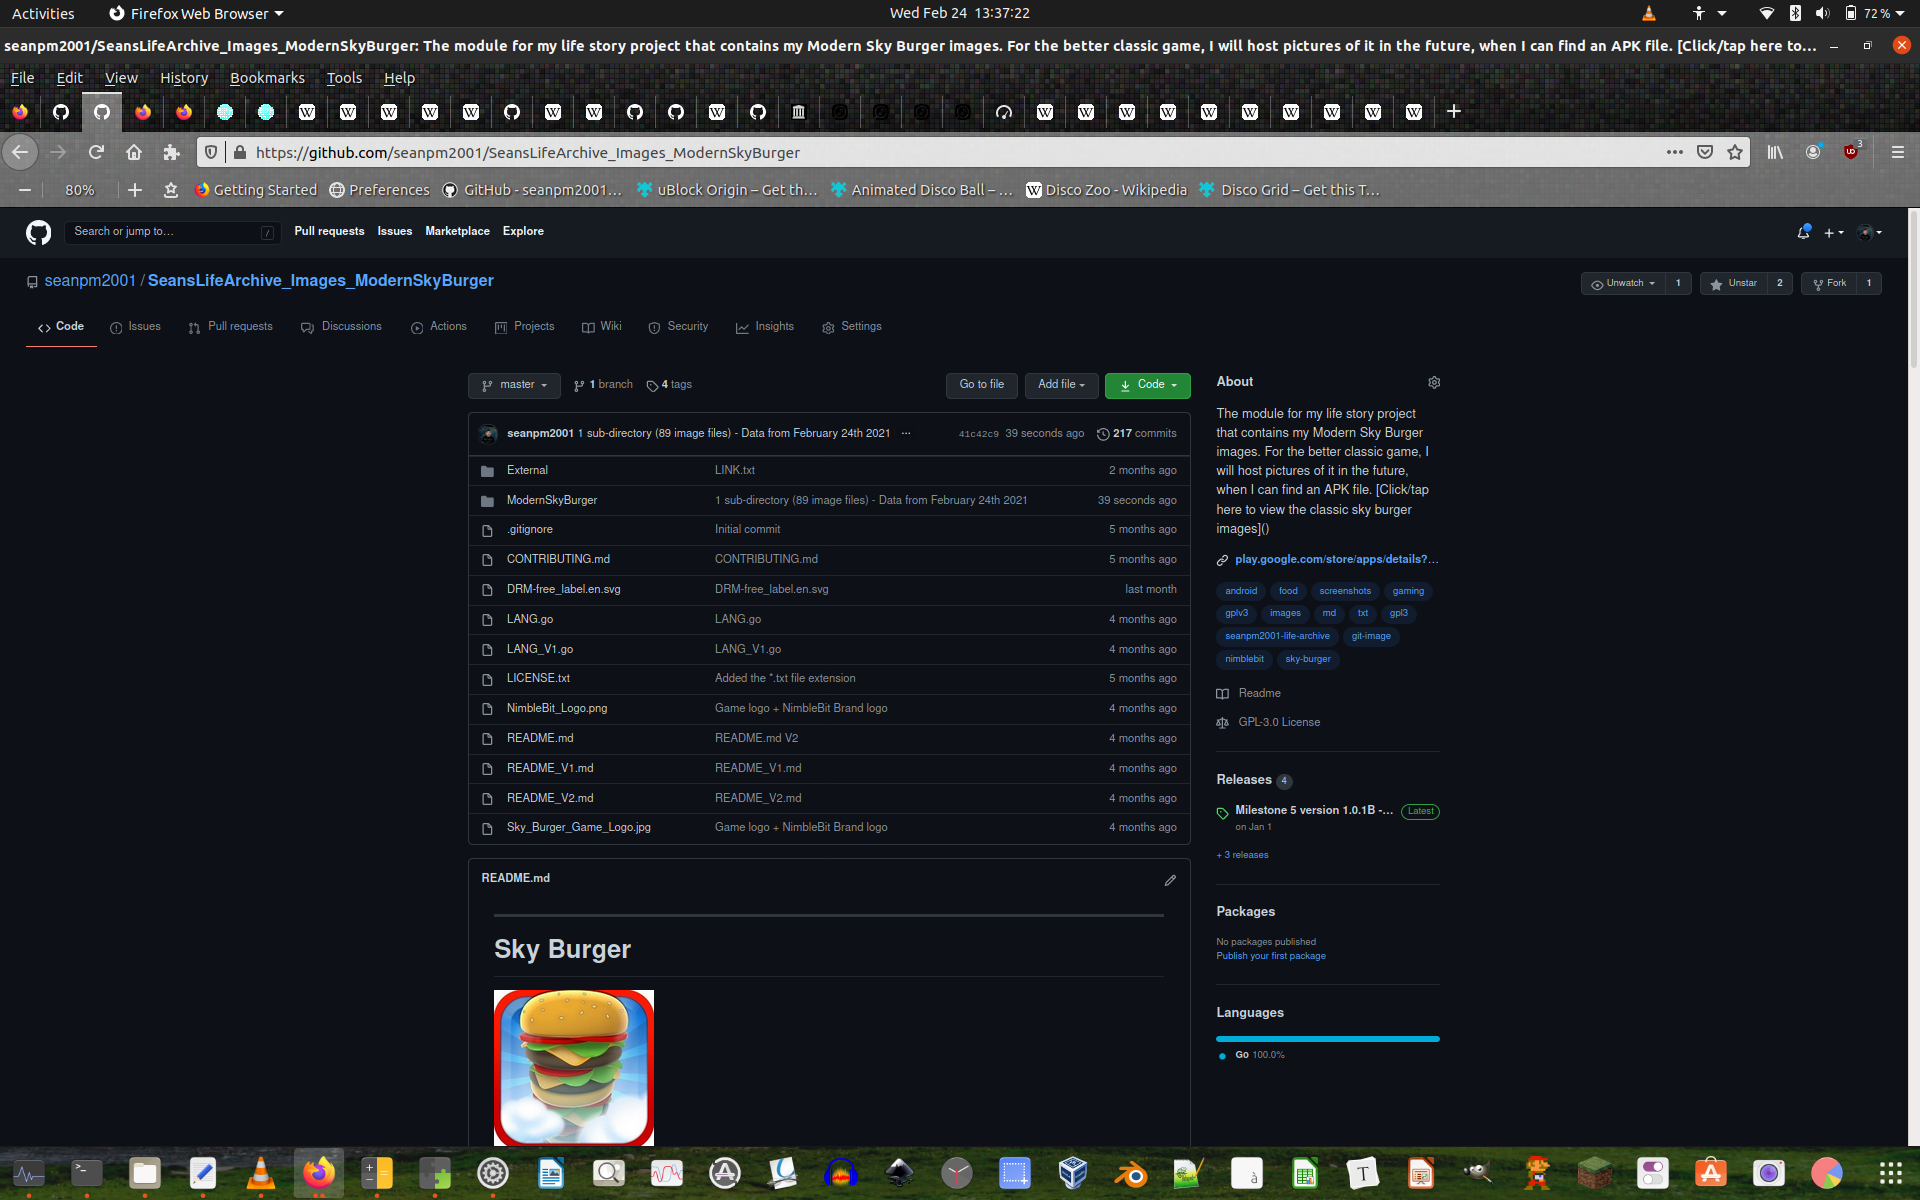 Activities Firefox Web Browser Wed Feb 24 13:37:22 72 %
seanpm2001/SeansLifeArchive_Images_ModernSkyBurger: The module for my life story project that contains my Modern Sky Burger images. For the better classic game, I will host pictures of it in the future, when I can find an APK file. [Click/tap here to...
File Edit View History Bookmarks Tools Help
https://github.com/seanpm2001/SeansLifeArchive_Images_ModernSkyBurger 3
80% Getting Started Preferences GitHub - seanpm2001... uBlock Origin – Get th... Animated Disco Ball – ... Disco Zoo - Wikipedia Disco Grid – Get this T...
Search or jump to... / Pull requests Issues Marketplace Explore
seanpm2001 / SeansLifeArchive_Images_ModernSkyBurger Unwatch 1 Unstar 2 Fork 1
Code Issues Pull requests Discussions Actions Projects Wiki Security Insights Settings
master 1 branch 4 tags Go to file Add file Code
seanpm2001 1 sub-directory (89 image files) - Data from February 24th 2021 ... 41c42c9 39 seconds ago 217 commits
External LINK.txt 2 months ago
ModernSkyBurger 1 sub-directory (89 image files) - Data from February 24th 2021 39 seconds ago
.gitignore Initial commit 5 months ago
CONTRIBUTING.md CONTRIBUTING.md 5 months ago
DRM-free_label.en.svg DRM-free_label.en.svg last month
LANG.go LANG.go 4 months ago
LANG_V1.go LANG_V1.go 4 months ago
LICENSE.txt Added the *.txt file extension 5 months ago
NimbleBit_Logo.png Game logo + NimbleBit Brand logo 4 months ago
README.md README.md V2 4 months ago
README_V1.md README_V1.md 4 months ago
README_V2.md README_V2.md 4 months ago
Sky_Burger_Game_Logo.jpg Game logo + NimbleBit Brand logo 4 months ago
README.md
Sky Burger
About
The module for my life story project
that contains my Modern Sky Burger
images. For the better classic game, I
will host pictures of it in the future,
when I can find an APK file. [Click/tap
here to view the classic sky burger
images]()
play.google.com/store/apps/details?...
android food screenshots gaming
gplv3 images md txt gpl3
seanpm2001-life-archive git-image
nimblebit sky-burger
Readme
GPL-3.0 License
Releases 4
Milestone 5 version 1.0.1B -... Latest
on Jan 1
+ 3 releases
Packages
No packages published
Publish your first package
Languages
Go 100.0%